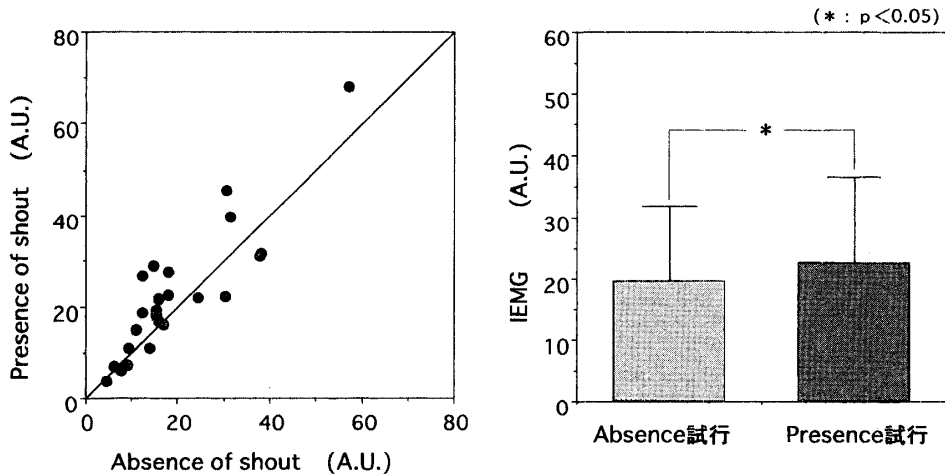 (* : p<0.05)
Presence of shout (A.U.)
80
60
40
20
0
0 20 40 60 80
Absence of shout (A.U.)
IEMG (A.U.)
60
50
40
30
20
10
0
*
Absence試行 Presence試行